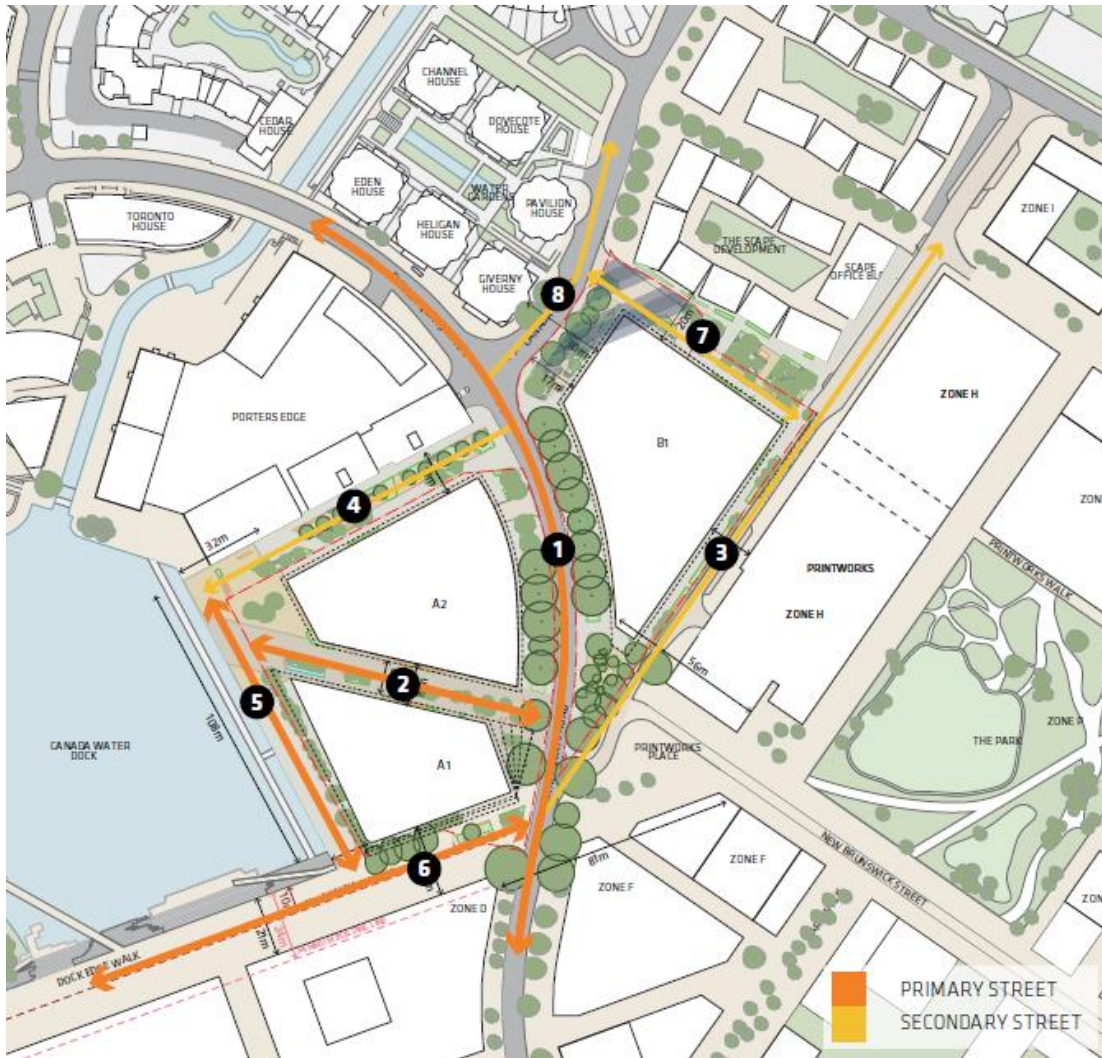 CHANNEL
HOUSE
DOVECOTE
HOUSE
CEDAR
HOUSE
EDEN
HOUSE
WATER
GARDENS
PAVILION
HOUSE
HELIGAN
HOUSE
TORONTO
HOUSE
GIVERNY
HOUSE
THE SCAPE
DEVELOPMENT
SCAPE
OFFICE BL
ZONE I
8
20m
7
17m
ZONE H
PORTERS EDGE
B1
4
32m
1
3
PRINTWORKS
ZONE H
PRINTWORKS WALK
A2
2
56m
5
108m
CANADA WATER
DOCK
A1
PRINTWORKS
PLACE
THE PARK
ZONE P
6
81m
ZONE F
ZONE F
NEW BRUNSWICK STREET
ZONE D
21m
DOCK EDGE WALK
PRIMARY STREET
SECONDARY STREET